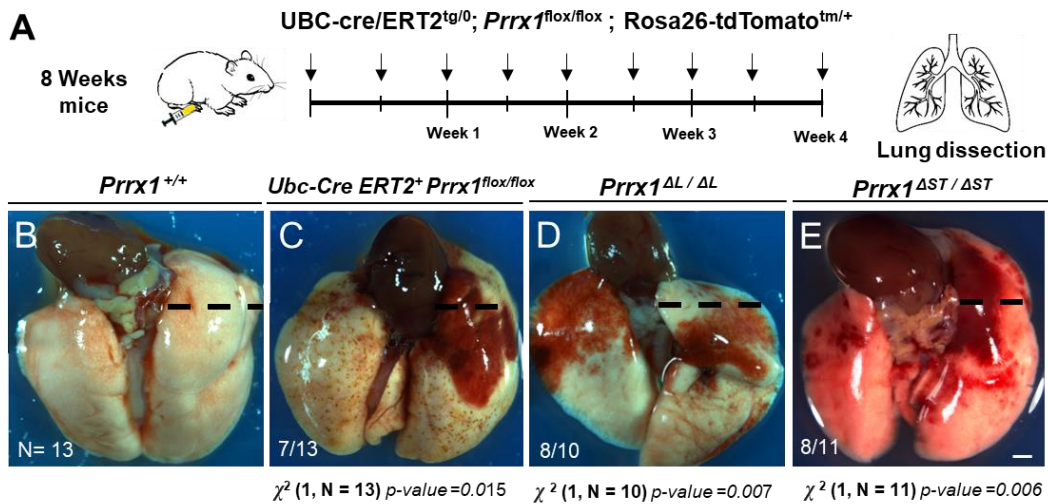 A
UBC-cre/ERT2tg/0; Prrx1flox/flox ; Rosa26-tdTomatotm/+
8 Weeks
mice
Week 1
Week 2
Week 3
Week 4
Lung dissection
Prrx1+/+
Ubc-Cre ERT2+ Prrx1flox/flox
Prrx1ΔL / ΔL
Prrx1ΔST / ΔST
B
C
D
E
N= 13
7/13
8/10
8/11
χ2 (1, N = 13) p-value=0.015
χ 2 (1, N = 10) p-value=0.007
χ2 (1, N = 11) p-value=0.006